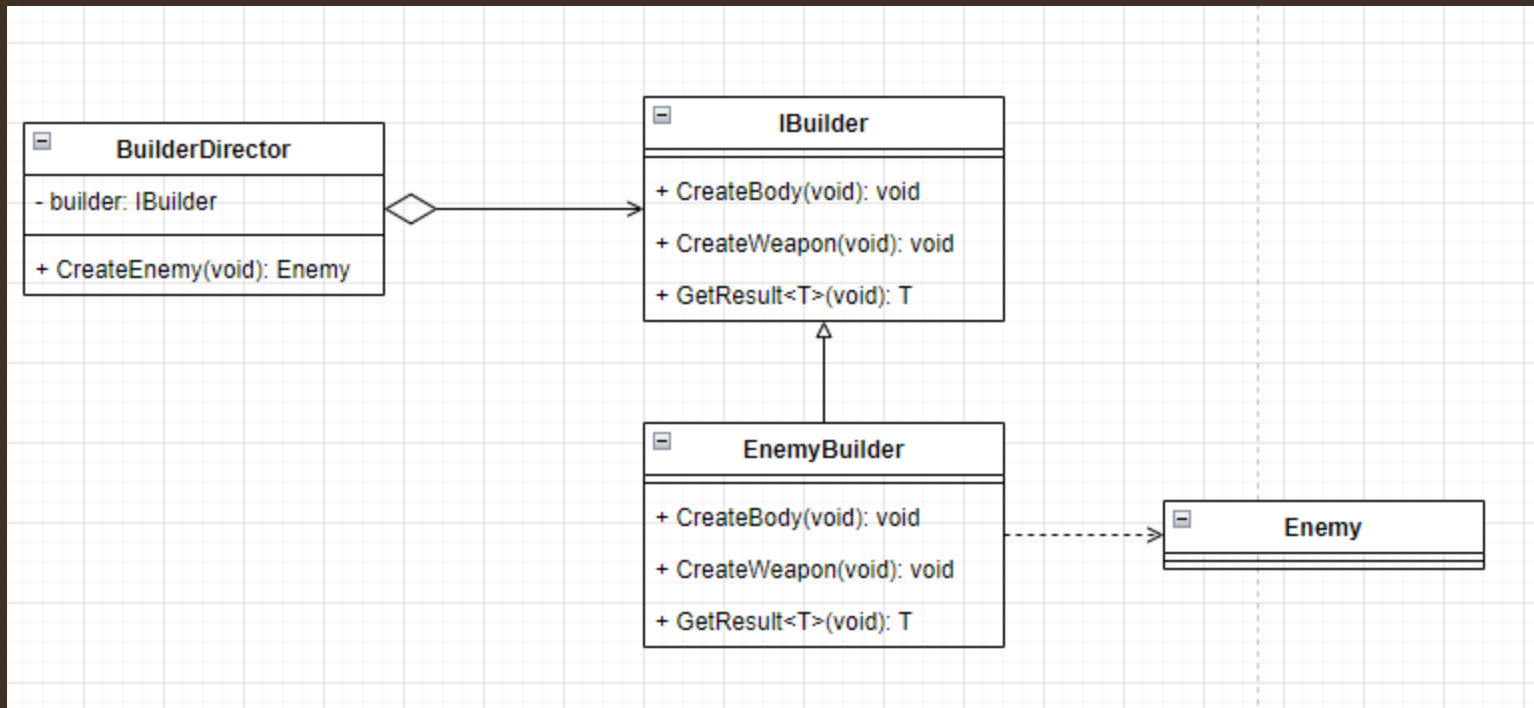 BuilderDirector
- builder: IBuilder
+ CreateEnemy(void): Enemy
IBuilder
+ CreateBody(void): void
+ CreateWeapon(void): void
+ GetResult<T>(void): T
EnemyBuilder
+ CreateBody(void): void
+ CreateWeapon(void): void
+ GetResult<T>(void): T
Enemy